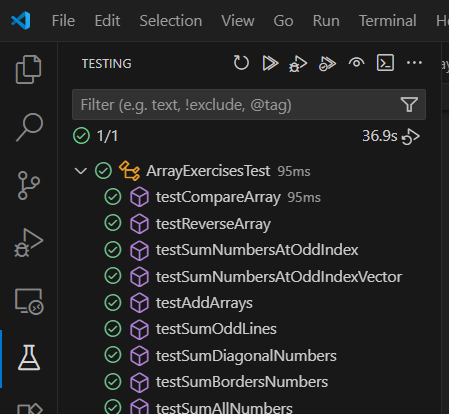 File Edit Selection View Go Run Terminal
TESTING
Filter (e.g. text, !exclude, @tag)
1/1 36.9s
ArrayExercisesTest 95ms
testCompareArray 95ms
testReverseArray
testSumNumbersAtOddIndex
testSumNumbersAtOddIndexVector
testAddArrays
testSumOddLines
testSumDiagonalNumbers
testSumBordersNumbers
testSumAllNumbers